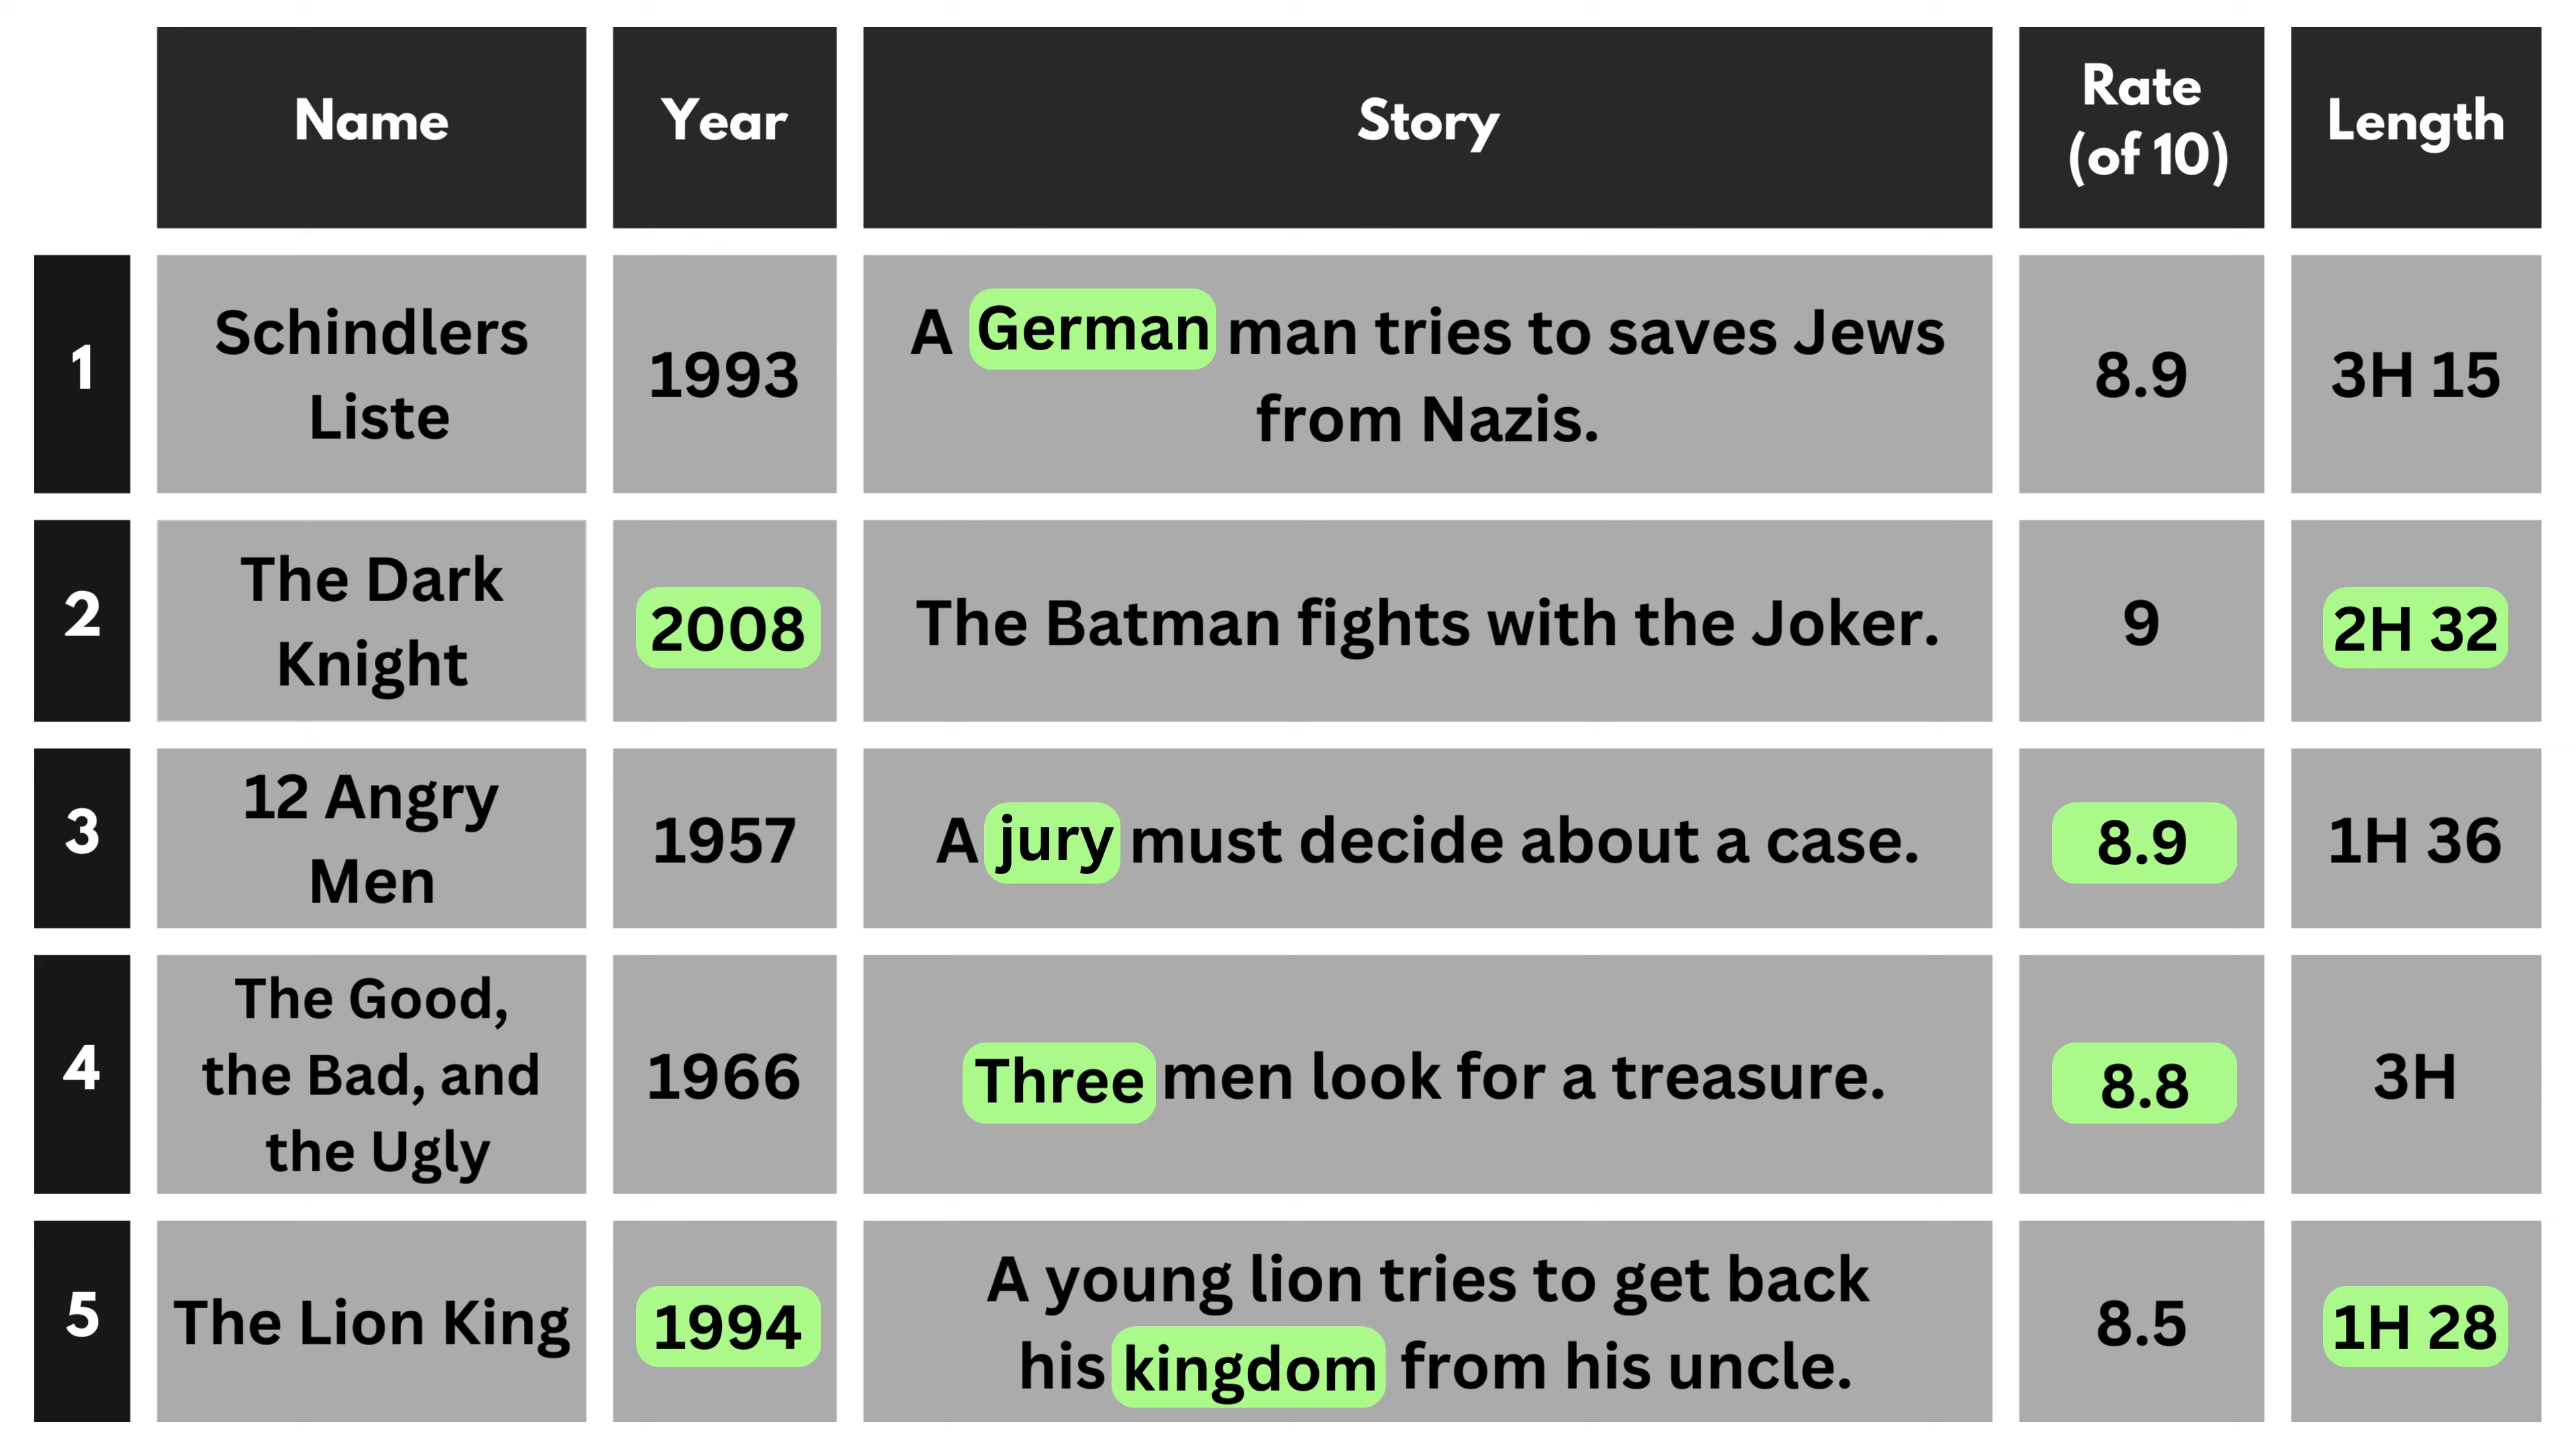 Name Year Story Rate (of 10) Length
1 Schindlers Liste 1993 A German man tries to saves Jews from Nazis. 8.9 3H 15
2 The Dark Knight 2008 The Batman fights with the Joker. 9 2H 32
3 12 Angry Men 1957 A jury must decide about a case. 8.9 1H 36
4 The Good, the Bad, and the Ugly 1966 Three men look for a treasure. 8.8 3H
5 The Lion King 1994 A young lion tries to get back his kingdom from his uncle. 8.5 1H 28